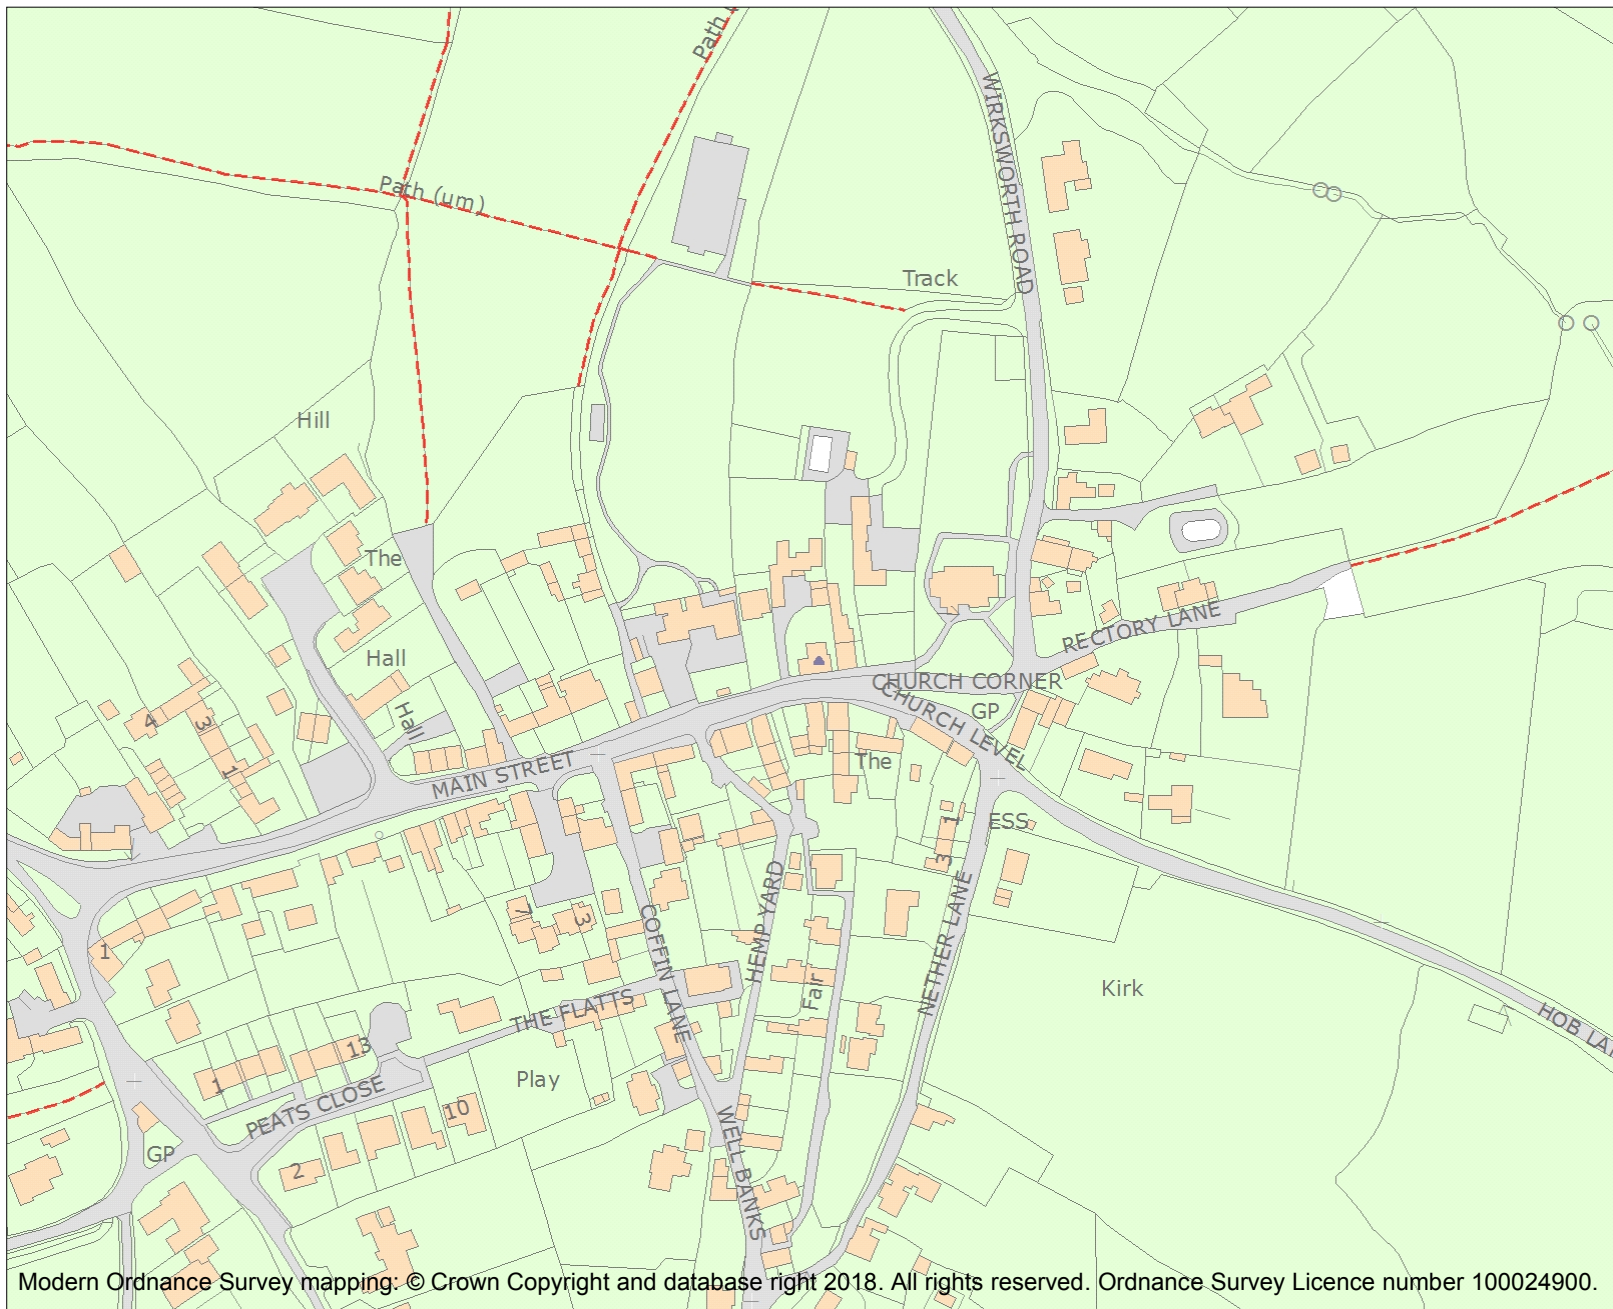 Path (
WIRKSWORTH ROAD
Path (um)
Track
Hill
The
Hall
Hall
RECTORY LANE
CHURCH CORNER
GP
CHURCH LEVEL
4
3
1
MAIN STREET
The
ESS
1
3
7
3
COFFIN LANE
HEMP YARD
NETHER LANE
1
Fair
Kirk
THE FLATTS
HOB LA
13
1
Play
PEATS CLOSE
10
GP
2
WELL BANKS
Modern Ordnance Survey mapping: © Crown Copyright and database right 2018. All rights reserved. Ordnance Survey Licence number 100024900.